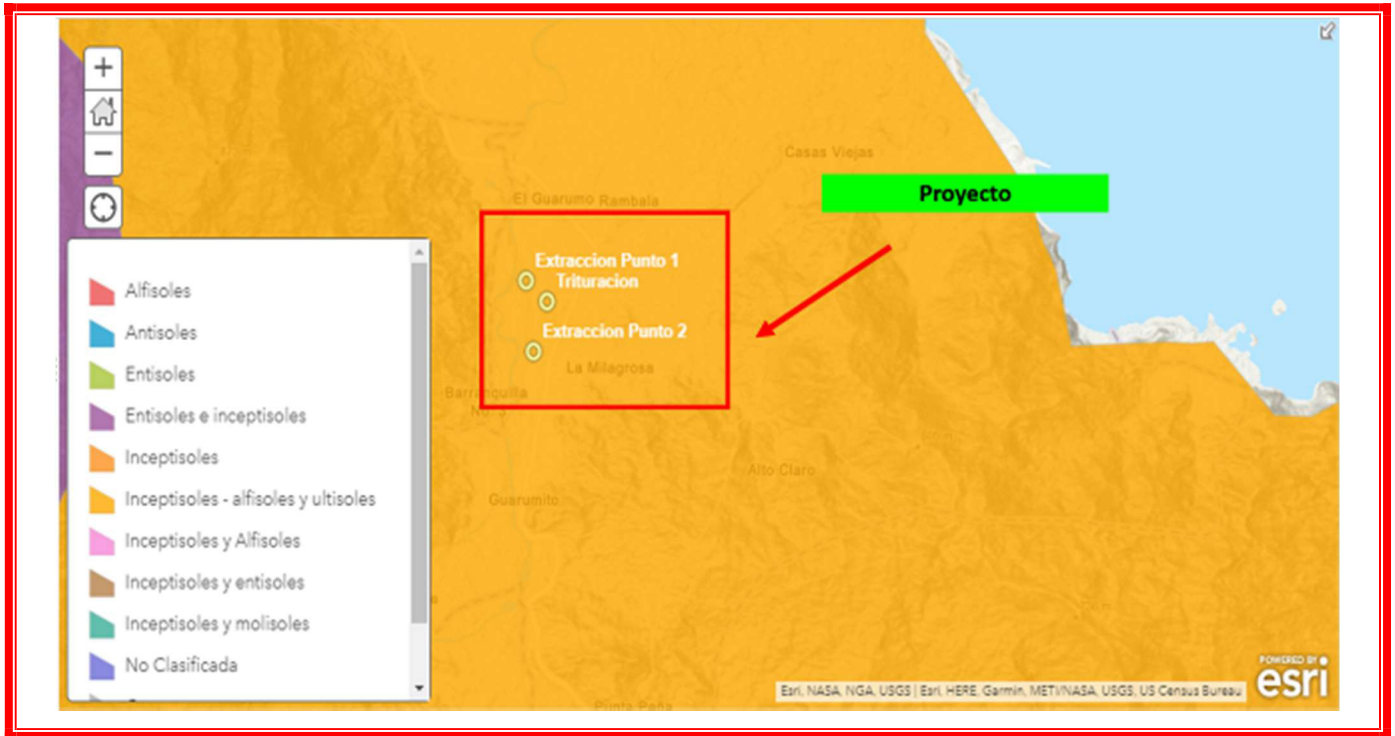 +
Casas Viejas
−
El Guarumo Rambala
Proyecto
Extraccion Punto 1
Trituracion
Extraccion Punto 2
La Milagrosa
Barranquilla
No. 3
Alfisoles
Antisoles
Entisoles
Entisoles e inceptisoles
Inceptisoles
Inceptisoles - alfisoles y ultisoles
Inceptisoles y Alfisoles
Inceptisoles y entisoles
Inceptisoles y molisoles
No Clasificada
Alto Claro
Guarumito
Punta Peña
Esri, NASA, NGA, USGS | Esri, HERE, Garmin, METI/NASA, USGS, US Census Bureau
POWERED BY
esri